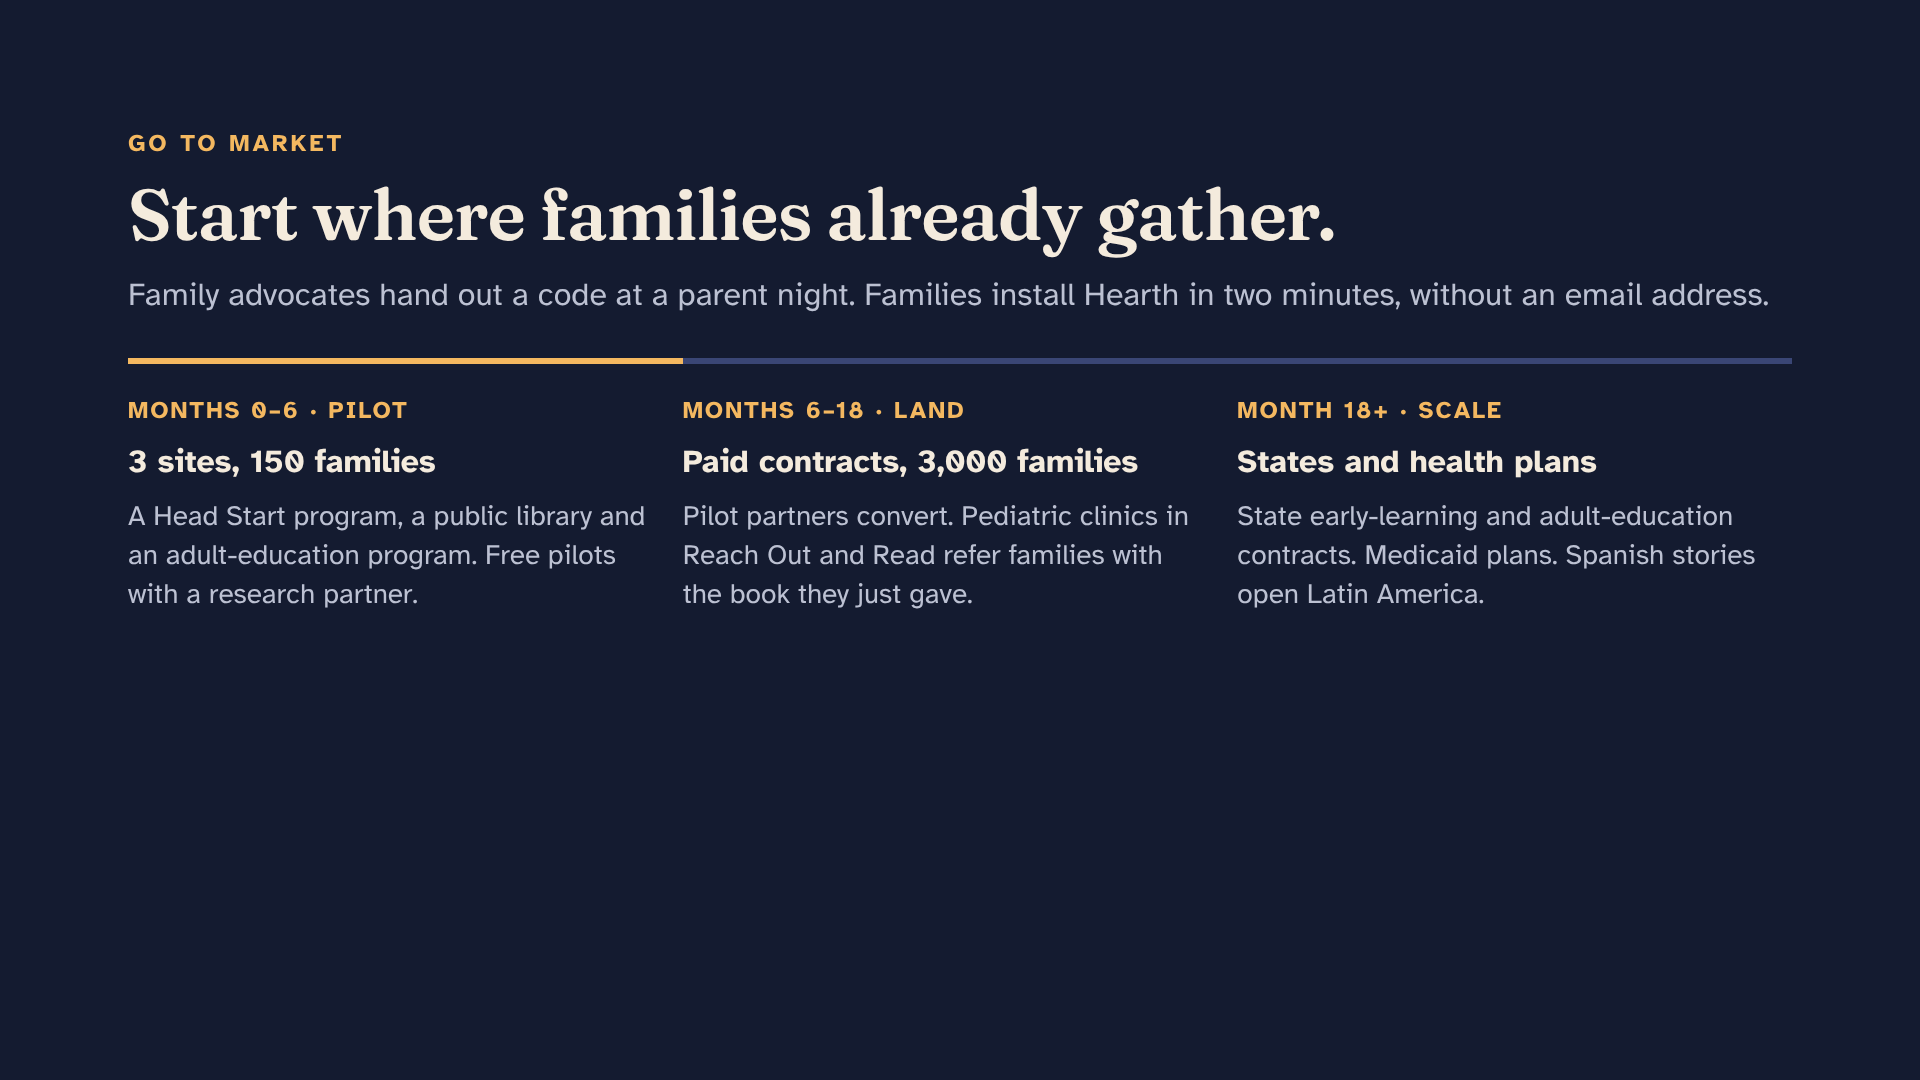 GO TO MARKET
Start where families already gather.
Family advocates hand out a code at a parent night. Families install Hearth in two minutes, without an email address.
MONTHS 0–6 · PILOT
3 sites, 150 families
A Head Start program, a public library and
an adult-education program. Free pilots
with a research partner.
MONTHS 6–18 · LAND
Paid contracts, 3,000 families
Pilot partners convert. Pediatric clinics in
Reach Out and Read refer families with
the book they just gave.
MONTH 18+ · SCALE
States and health plans
State early-learning and adult-education
contracts. Medicaid plans. Spanish stories
open Latin America.